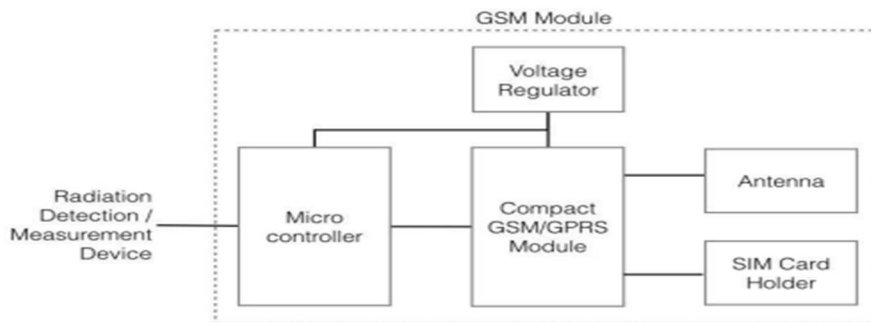 GSM Module
Voltage
Regulator
Radiation
Detection /
Measurement
Device
Micro
controller
Compact
GSM/GPRS
Module
Antenna
SIM Card
Holder